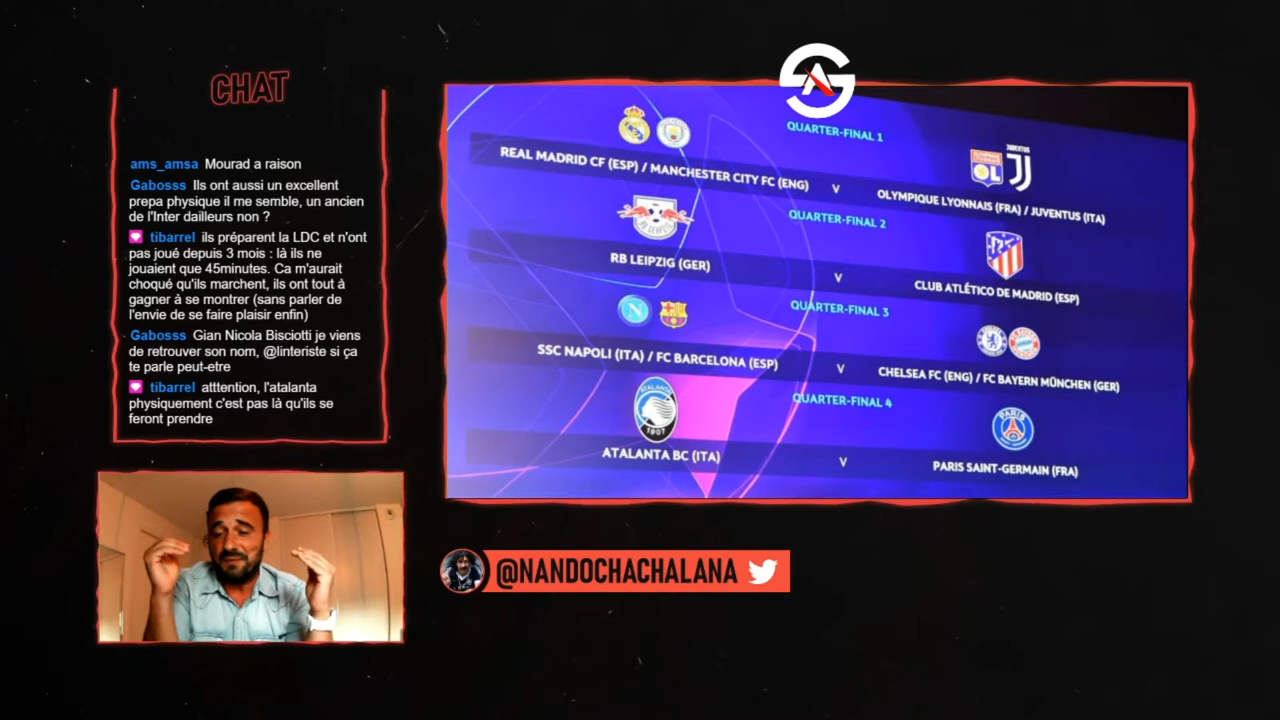 CHAT
ams_amsa Mourad a raison
Gabosss Ils ont aussi un excellent
prepa physique il me semble, un ancien
de l'Inter dailleurs non ?
tibarrel ils préparent la LDC et n'ont
pas joué depuis 3 mois : là ils ne
jouaient que 45minutes. Ca m'aurait
choqué qu'ils marchent, ils ont tout à
gagner à se montrer (sans parler de
l'envie de se faire plaisir enfin)
Gabosss Gian Nicola Bisciotti je viens
de retrouver son nom, @linteriste si ça
te parle peut-etre
tibarrel atttention, l'atalanta
physiquement c'est pas là qu'ils se
feront prendre
QUARTER-FINAL 1
OL
JUVENTUS
REAL MADRID CF (ESP) / MANCHESTER CITY FC (ENG) V OLYMPIQUE LYONNAIS (FRA) / JUVENTUS (ITA)
QUARTER-FINAL 2
RB LEIPZIG
RB LEIPZIG (GER) V CLUB ATLÉTICO DE MADRID (ESP)
QUARTER-FINAL 3
N
SSC NAPOLI (ITA) / FC BARCELONA (ESP) V CHELSEA FC (ENG) / FC BAYERN MÜNCHEN (GER)
QUARTER-FINAL 4
ATALANTA
1907
PARIS
ATALANTA BC (ITA) V PARIS SAINT-GERMAIN (FRA)
@NANDOCHACHALANA